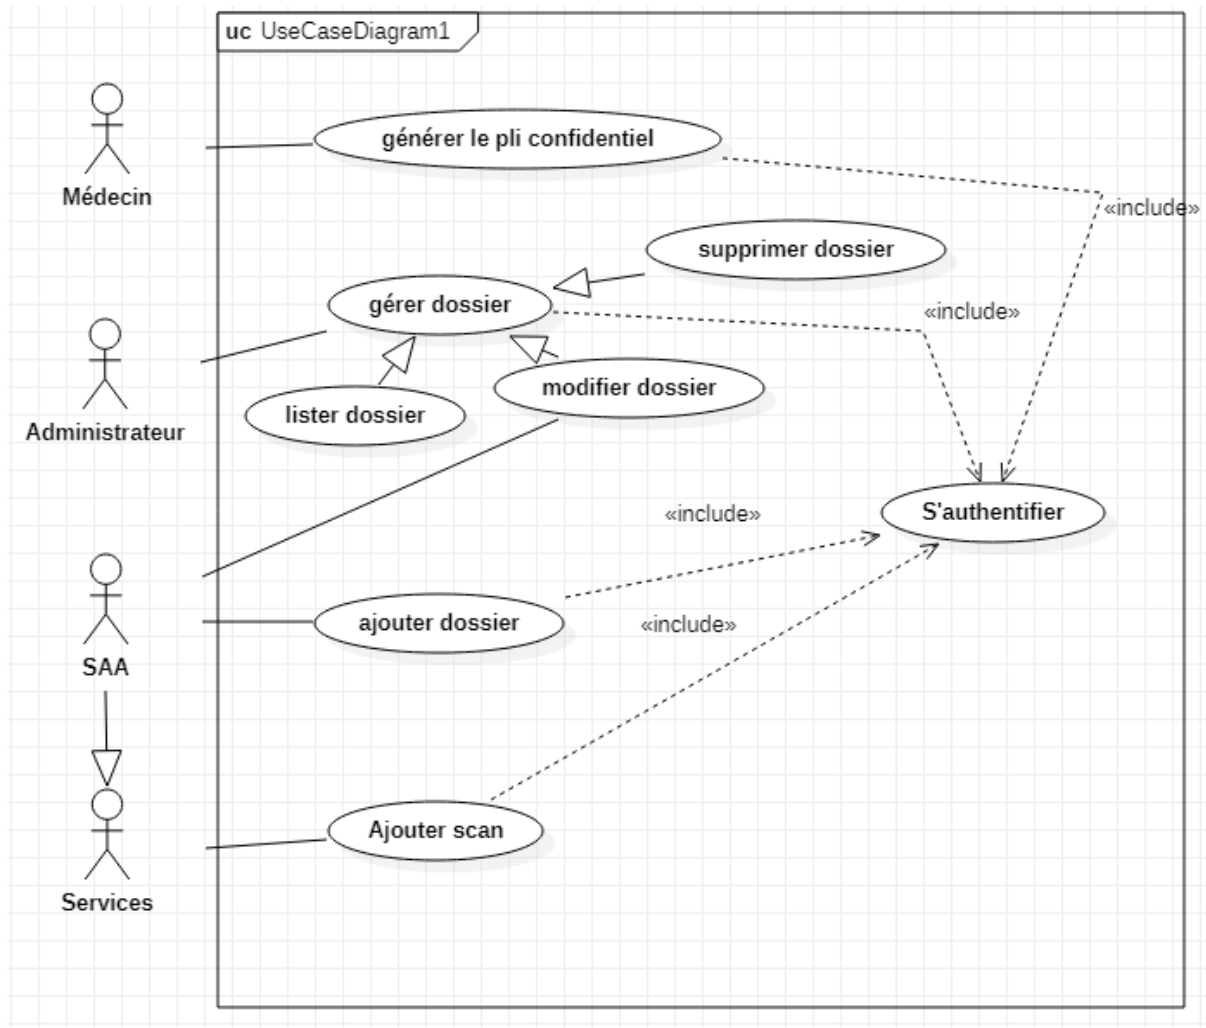 uc UseCaseDiagram1
générer le pli confidentiel
Médecin
«include»
supprimer dossier
gérer dossier
«include»
modifier dossier
lister dossier
Administrateur
S'authentifier
«include»
ajouter dossier
«include»
SAA
Ajouter scan
Services